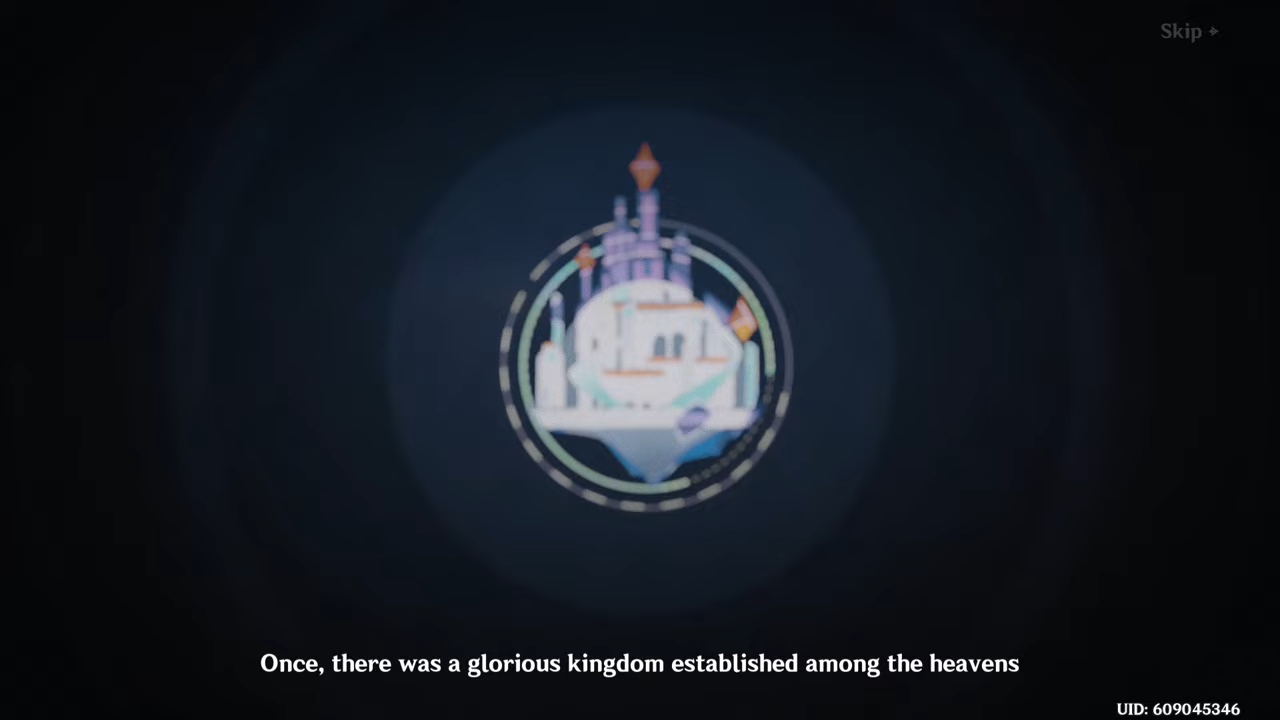 Skip
Once, there was a glorious kingdom established among the heavens
UID: 609045346